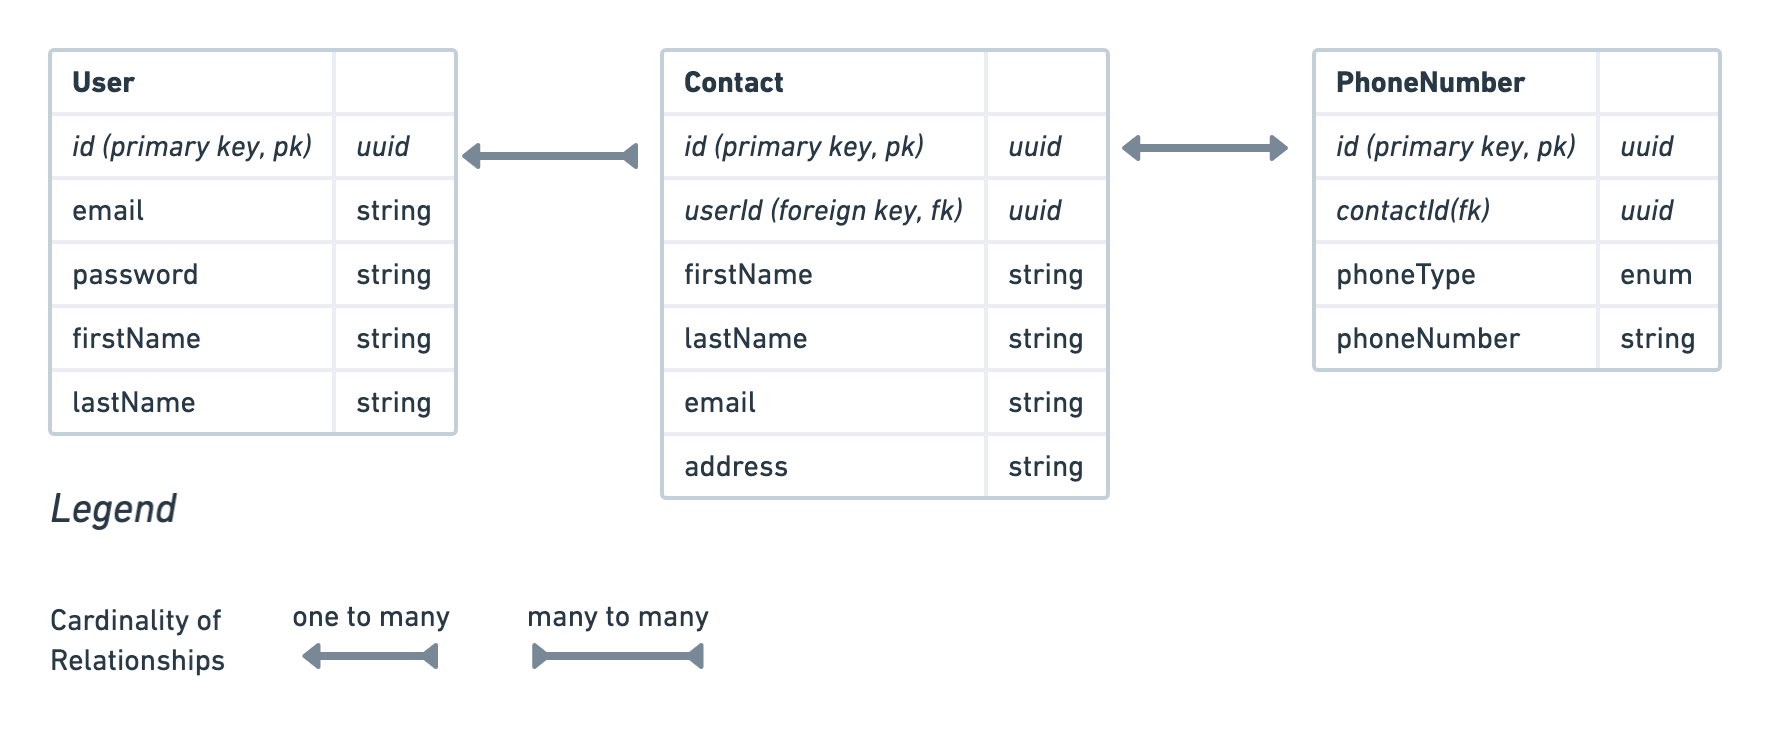 User
id (primary key, pk) uuid
email string
password string
firstName string
lastName string
Contact
id (primary key, pk) uuid
userId (foreign key, fk) uuid
firstName string
lastName string
email string
address string
PhoneNumber
id (primary key, pk) uuid
contactId(fk) uuid
phoneType enum
phoneNumber string
Legend
Cardinality of
Relationships
one to many
many to many